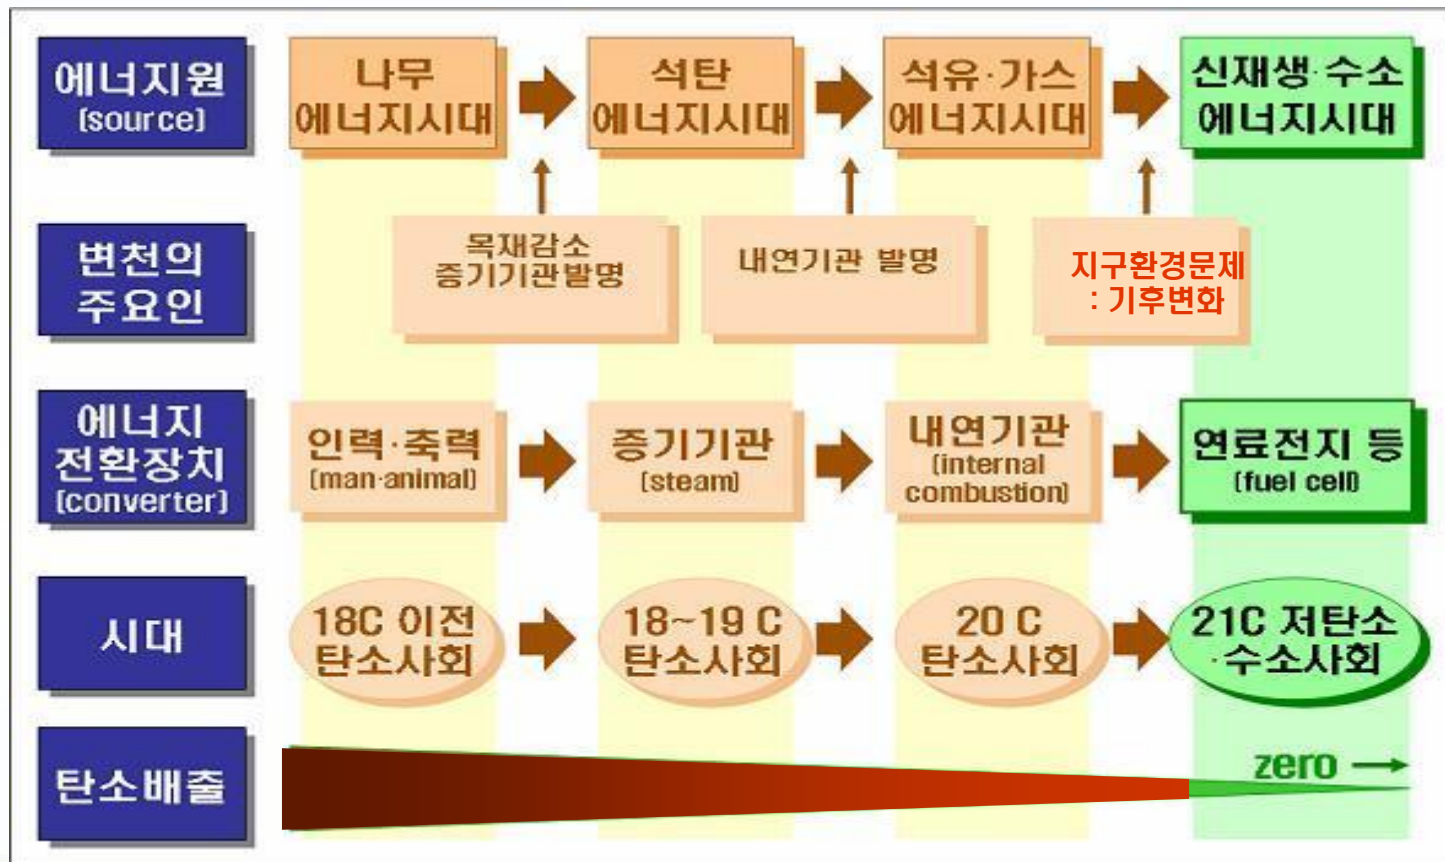 에너지원
(source)
나무
에너지시대
석탄
에너지시대
석유·가스
에너지시대
신재생·수소
에너지시대
변천의
주요인
목재감소
증기기관발명
내연기관 발명
지구환경문제
: 기후변화
에너지
전환장치
(converter)
인력·축력
(man·animal)
증기기관
(steam)
내연기관
(internal
combustion)
연료전지 등
(fuel cell)
시대
18C 이전
탄소사회
18~19 C
탄소사회
20 C
탄소사회
21C 저탄소
·수소사회
탄소배출
zero →